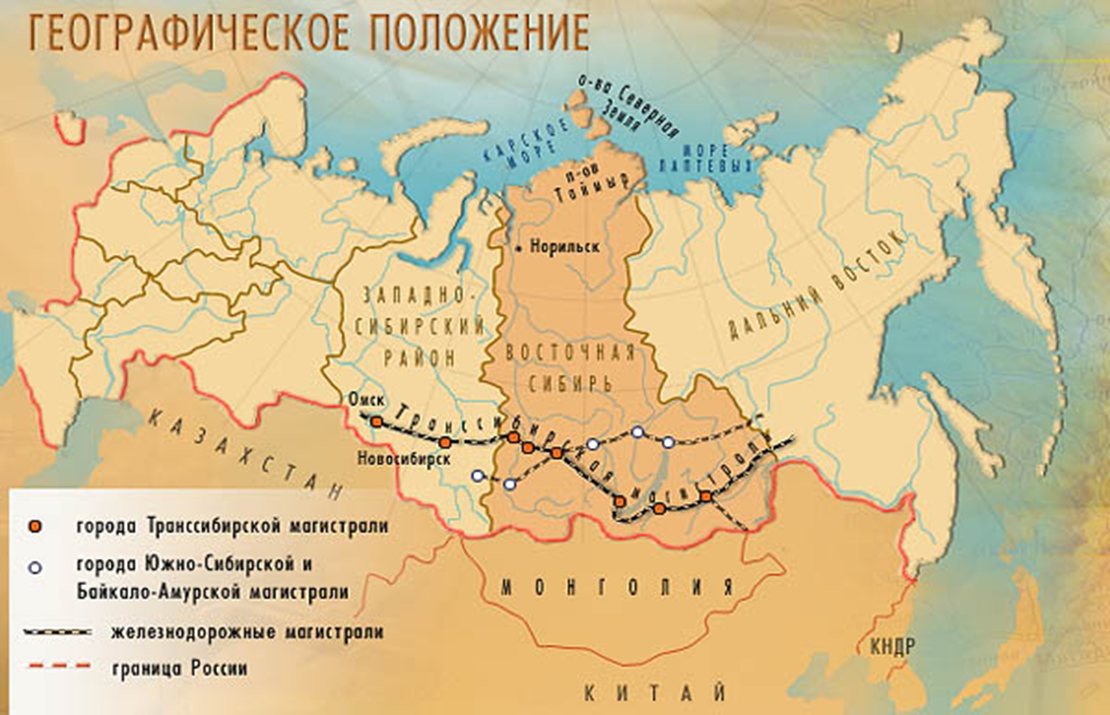 ГЕОГРАФИЧЕСКОЕ ПОЛОЖЕНИЕ
о-ва Северная
Земля
КАРСКОЕ
МОРЕ
МОРЕ
ЛАПТЕВЫХ
п-ов
Таймыр
Норильск
ЗАПАДНО-
СИБИРСКИЙ
РАЙОН
ВОСТОЧНАЯ
СИБИРЬ
ДАЛЬНИЙ ВОСТОК
Омск
Транссибирская магистраль
Новосибирск
КАЗАХСТАН
города Транссибирской магистрали
города Южно-Сибирской и
Байкало-Амурской магистрали
железнодорожные магистрали
граница России
МОНГОЛИЯ
КНДР
КИТАЙ